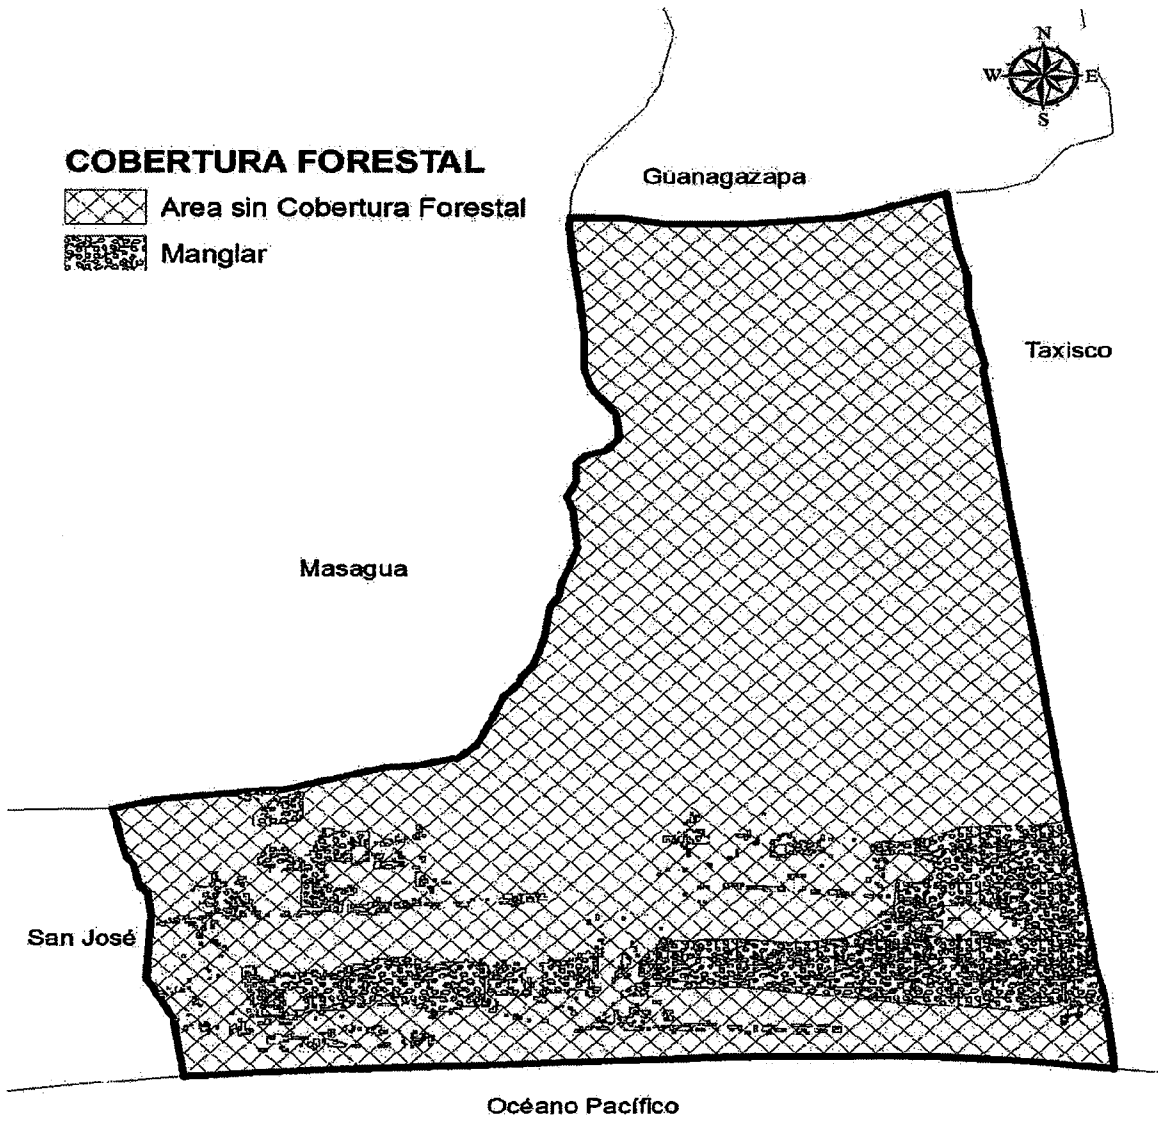 N
W
E
S
COBERTURA FORESTAL
Area sin Cobertura Forestal
Manglar
Guanagazapa
Taxisco
Masagua
San José
Océano Pacífico